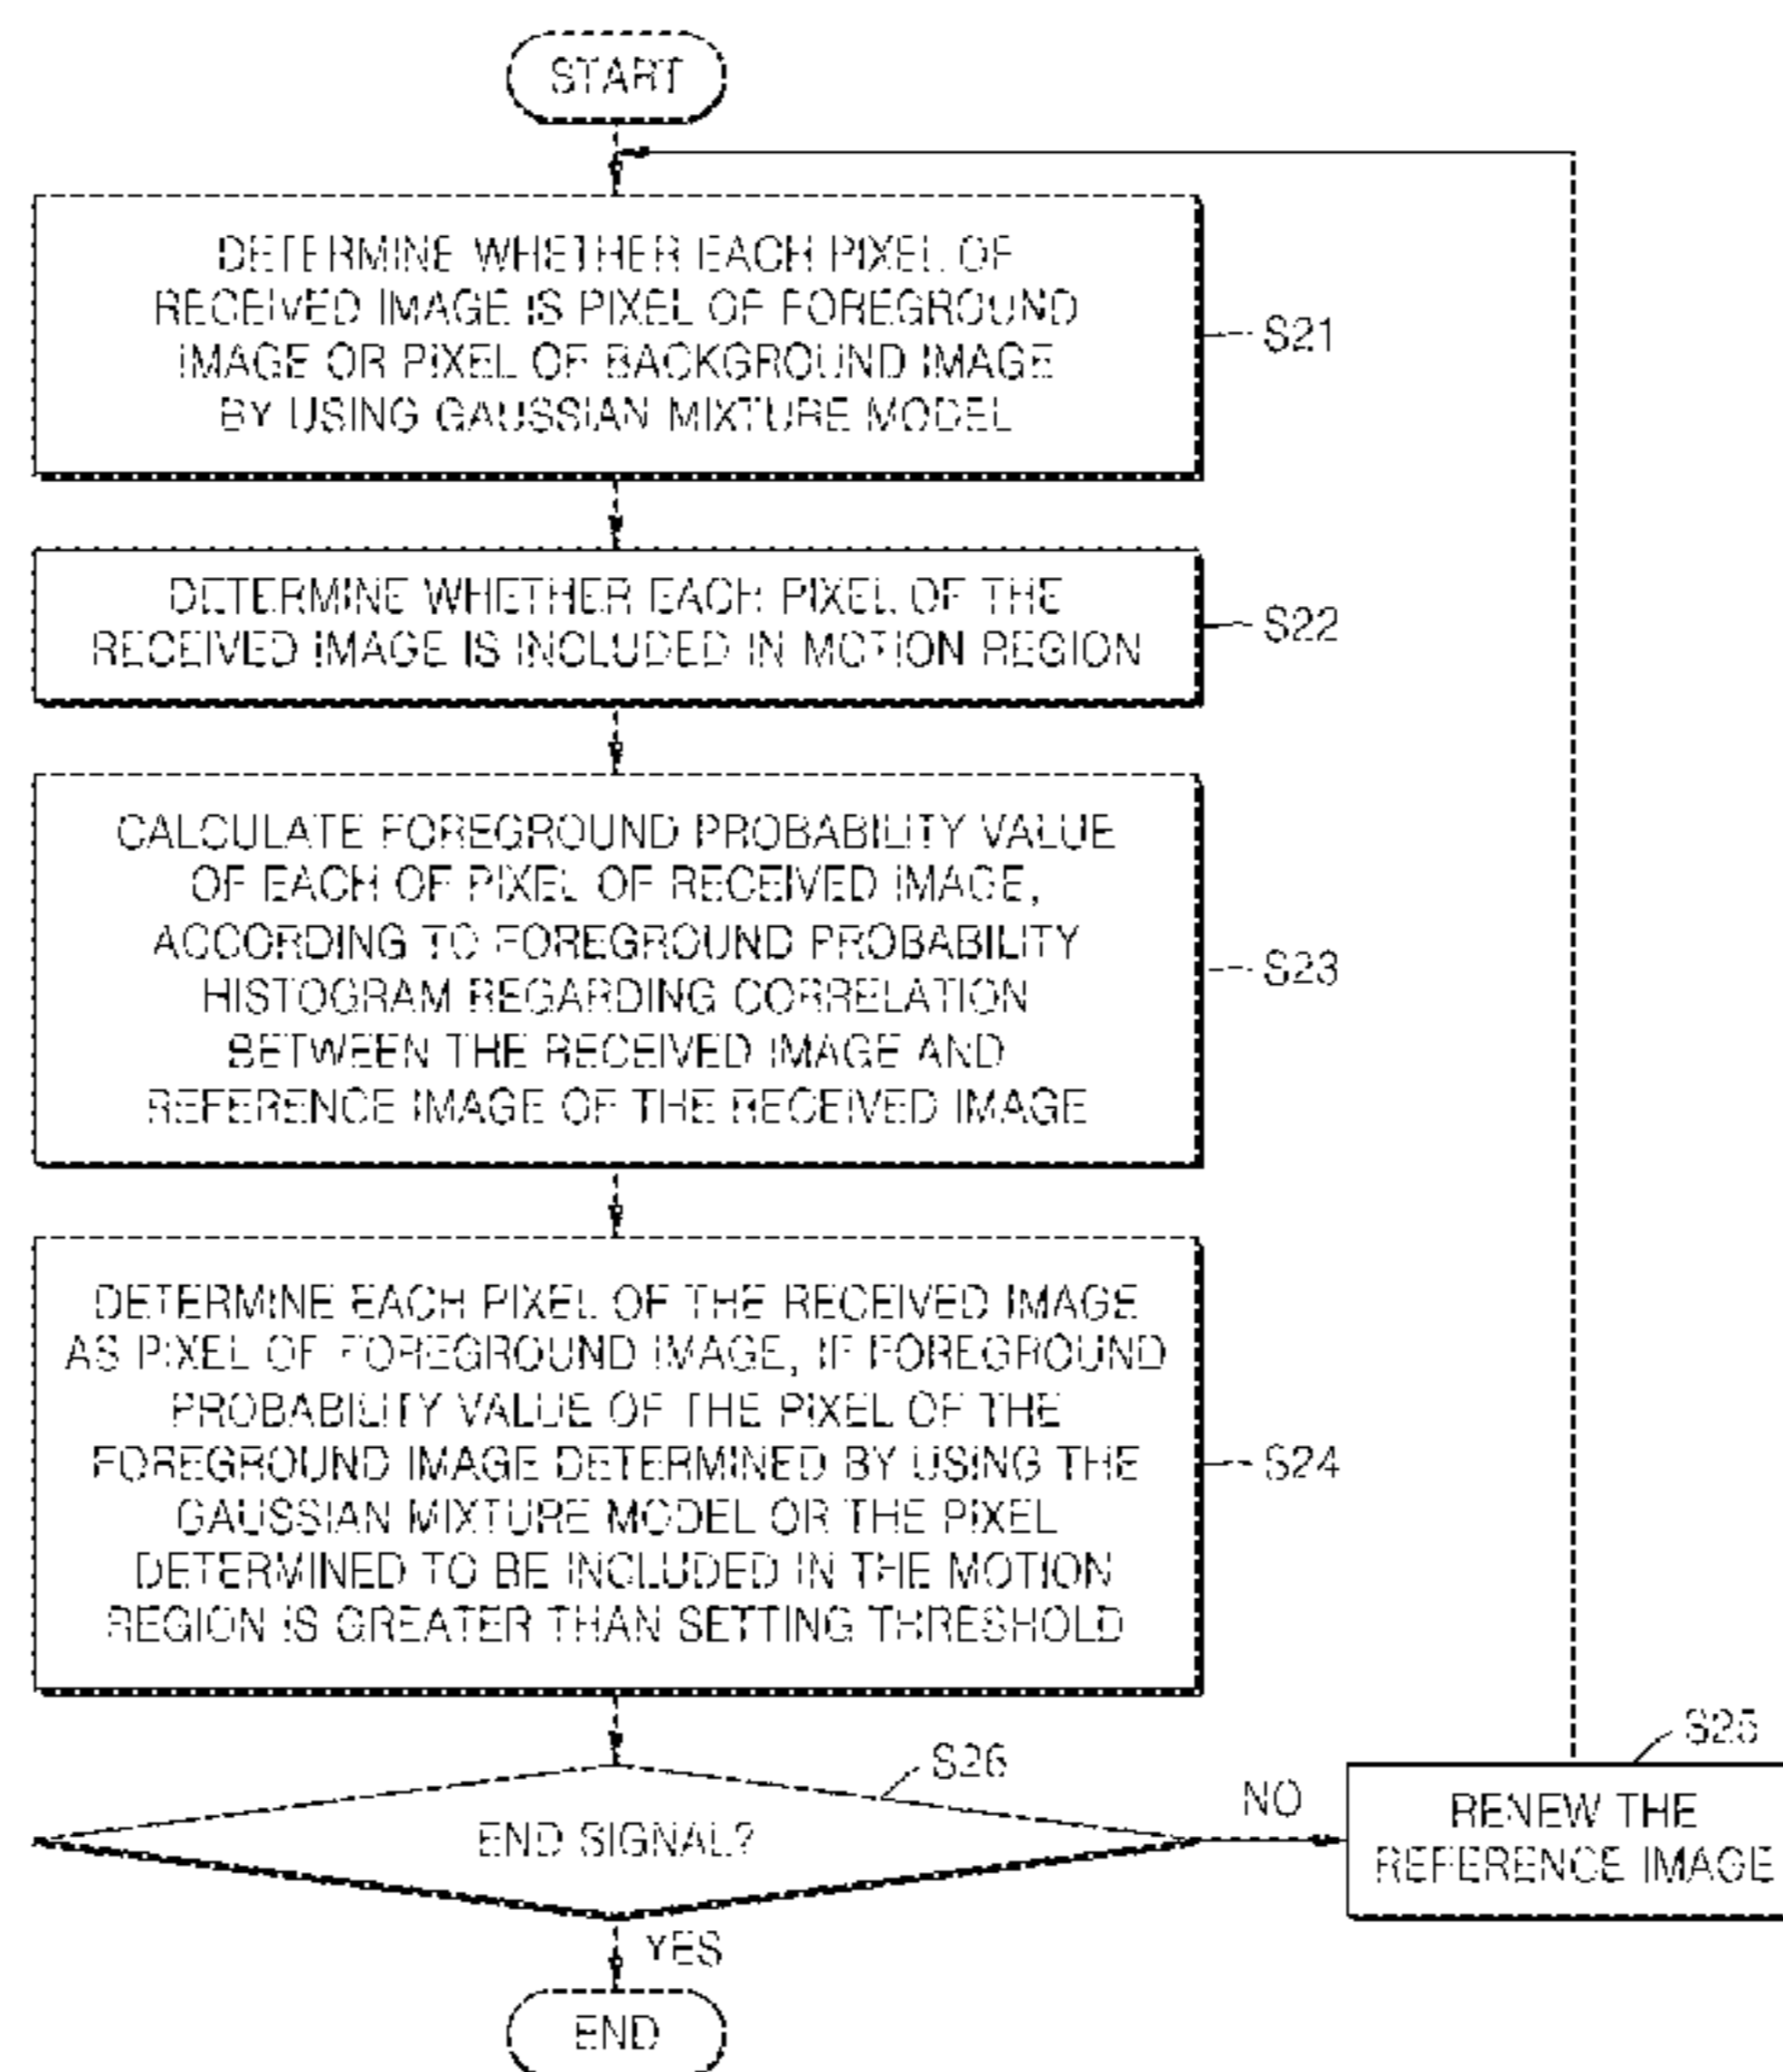 START
DETERMINE WHETHER EACH PIXEL OF
RECEIVED IMAGE IS PIXEL OF FOREGROUND
IMAGE OR PIXEL OF BACKGROUND IMAGE
BY USING GAUSSIAN MIXTURE MODEL
S21
DETERMINE WHETHER EACH PIXEL OF THE
RECEIVED IMAGE IS INCLUDED IN MOTION REGION
S22
CALCULATE FOREGROUND PROBABILITY VALUE
OF EACH OF PIXEL OF RECEIVED IMAGE,
ACCORDING TO FOREGROUND PROBABILITY
HISTOGRAM REGARDING CORRELATION
BETWEEN THE RECEIVED IMAGE AND
REFERENCE IMAGE OF THE RECEIVED IMAGE
S23
DETERMINE EACH PIXEL OF THE RECEIVED IMAGE
AS PIXEL OF FOREGROUND IMAGE, IF FOREGROUND
PROBABILITY VALUE OF THE PIXEL OF THE
FOREGROUND IMAGE DETERMINED BY USING THE
GAUSSIAN MIXTURE MODEL OR THE PIXEL
DETERMINED TO BE INCLUDED IN THE MOTION
REGION IS GREATER THAN SETTING THRESHOLD
S24
S26
END SIGNAL?
NO
S25
RENEW THE
REFERENCE IMAGE
YES
END